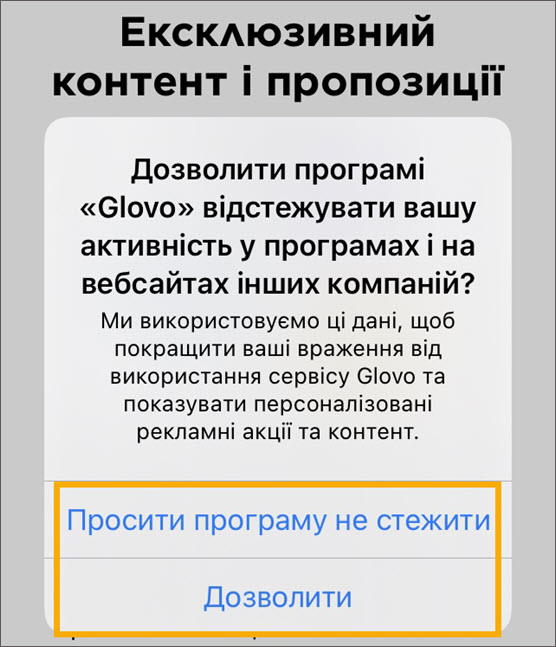 Ексклюзивний
контент і пропозиції
Дозволити програмі
«Glovo» відстежувати вашу
активність у програмах і на
вебсайтах інших компаній?
Ми використовуємо ці дані, щоб
покращити ваші враження від
використання сервісу Glovo та
показувати персоналізовані
рекламні акції та контент.
Просити програму не стежити
Дозволити